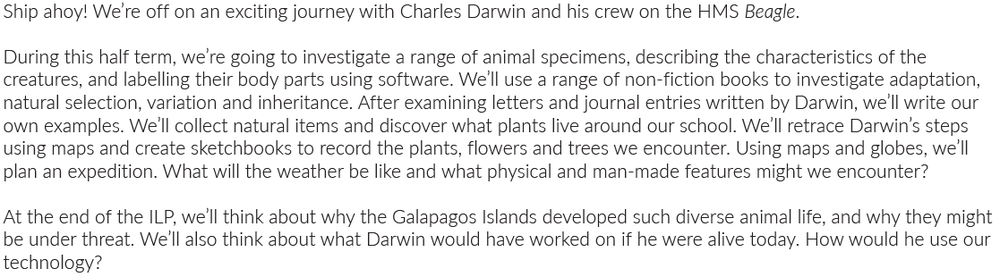 Ship ahoy! We're off on an exciting journey with Charles Darwin and his crew on the HMS Beagle.
During this half term, we're going to investigate a range of animal specimens, describing the characteristics of the
creatures, and labelling their body parts using software. We'll use a range of non-fiction books to investigate adaptation,
natural selection, variation and inheritance. After examining letters and journal entries written by Darwin, we'll write our
own examples. We'll collect natural items and discover what plants live around our school. We'll retrace Darwin's steps
using maps and create sketchbooks to record the plants, flowers and trees we encounter. Using maps and globes, we'll
plan an expedition. What will the weather be like and what physical and man-made features might we encounter?
At the end of the ILP, we'll think about why the Galapagos Islands developed such diverse animal life, and why they might
be under threat. We'll also think about what Darwin would have worked on if he were alive today. How would he use our
technology?